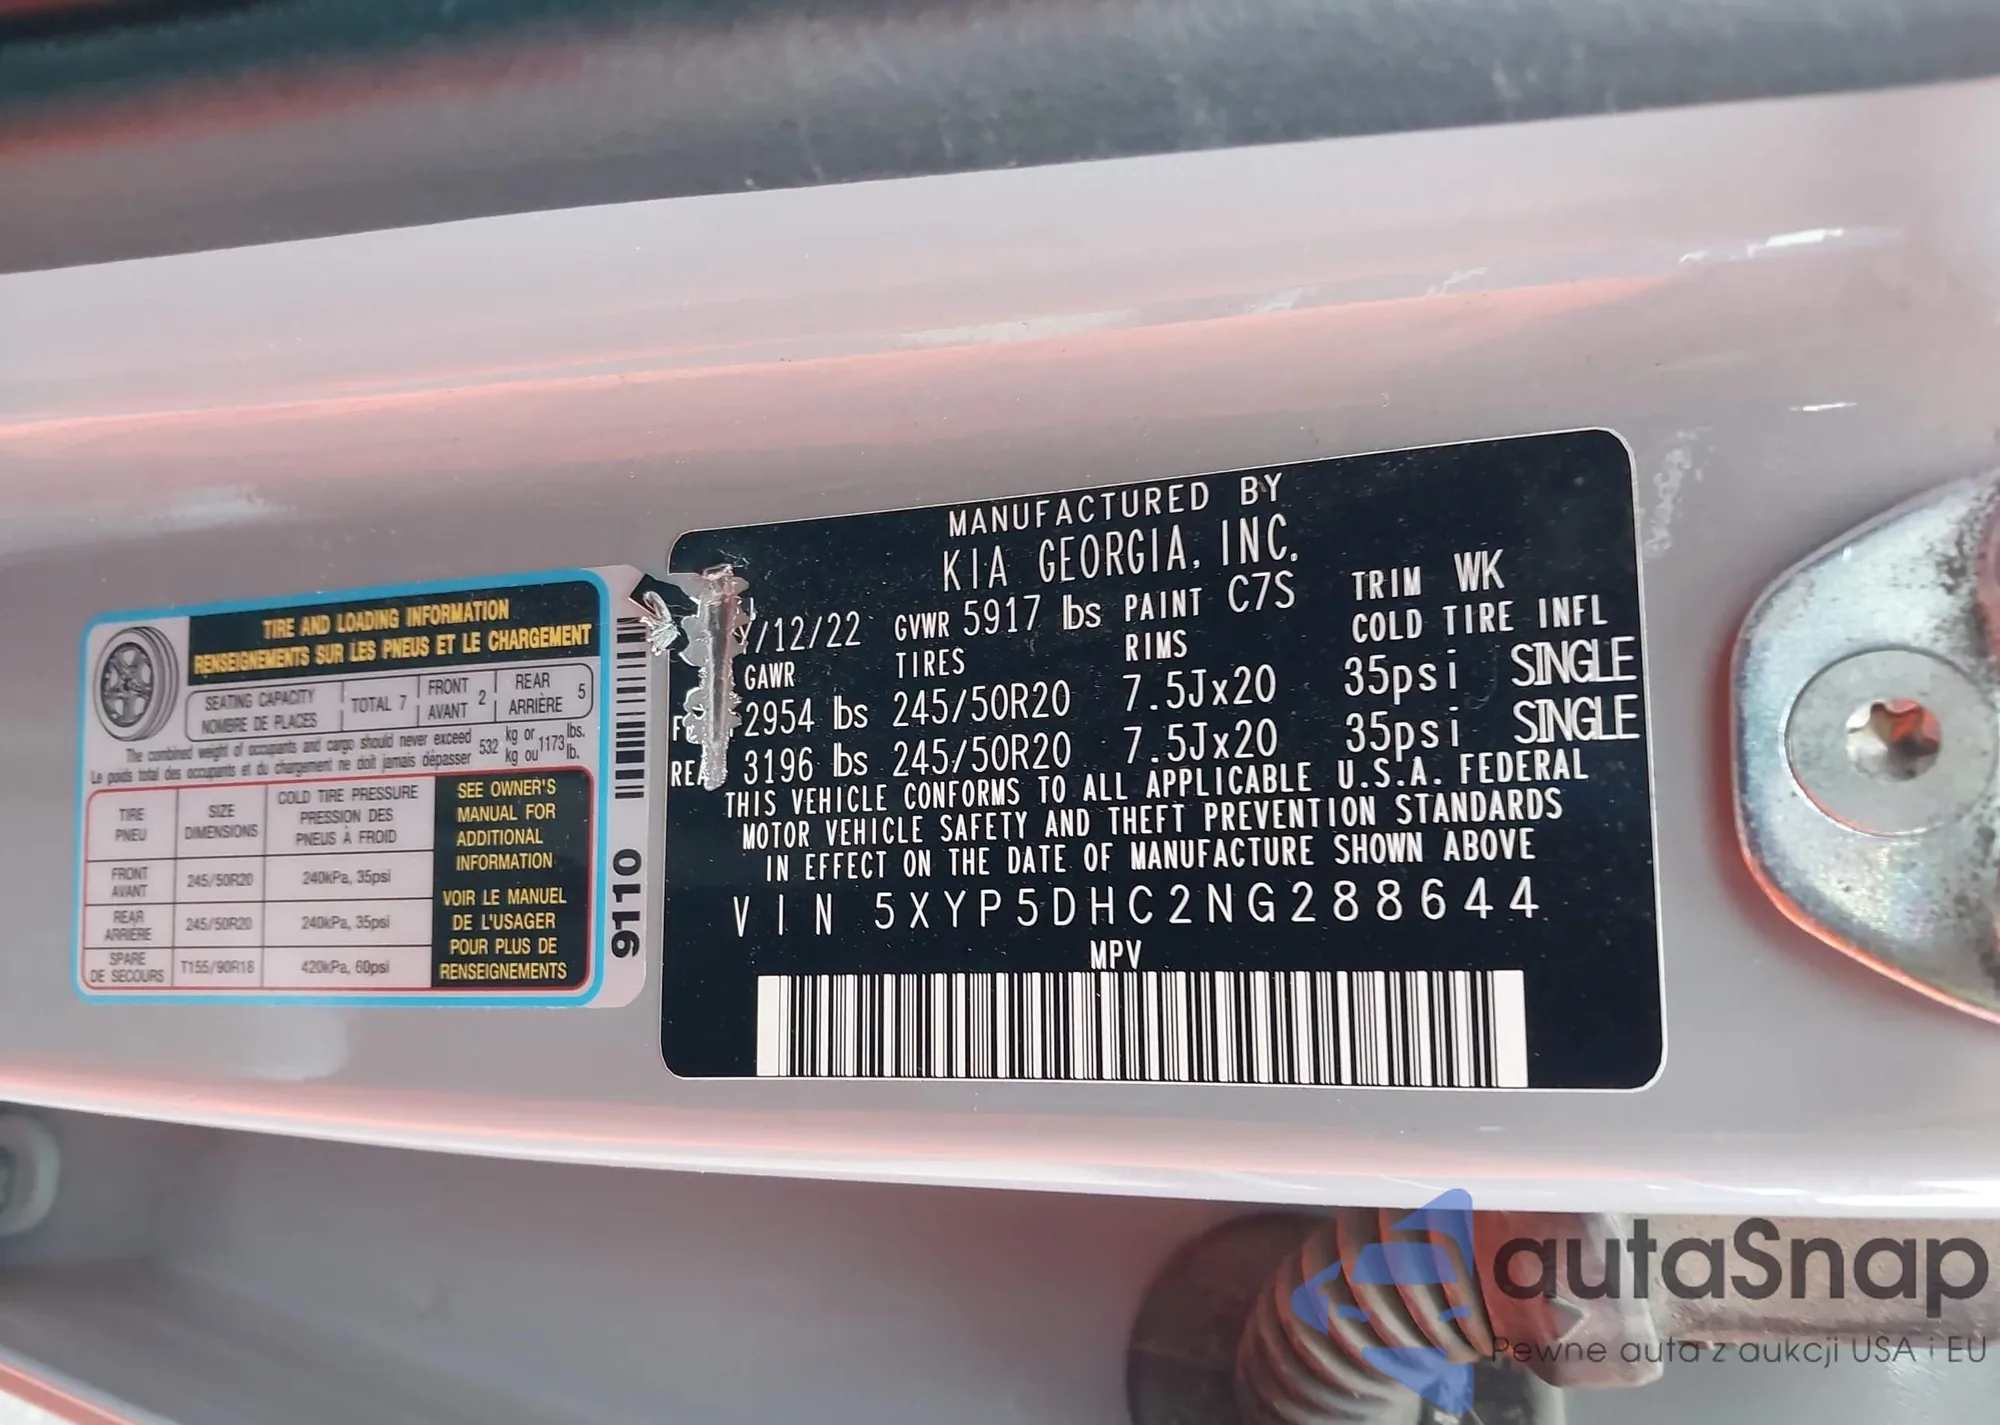 TIRE AND LOADING INFORMATION
RENSEIGNEMENTS SUR LES PNEUS ET LE CHARGEMENT
SEATING CAPACITY
NOMBRE DE PLACES
TOTAL 7
FRONT
AVANT
2
REAR
ARRIÈRE
5
The combined weight of occupants and cargo should never exceed
Le poids total des occupants et du chargement ne doit jamais dépasser
532
kg or
kg ou
1173
lbs.
lb.
TIRE
PNEU
SIZE
DIMENSIONS
COLD TIRE PRESSURE
PRESSION DES
PNEUS À FROID
FRONT
AVANT
245/50R20
240kPa, 35psi
REAR
ARRIÈRE
245/50R20
240kPa, 35psi
SPARE
DE SECOURS
T155/90R18
420kPa, 60psi
SEE OWNER'S
MANUAL FOR
ADDITIONAL
INFORMATION
VOIR LE MANUEL
DE L'USAGER
POUR PLUS DE
RENSEIGNEMENTS
9110
MANUFACTURED BY
KIA GEORGIA, INC.
/12/22 GVWR 5917 lbs PAINT C7S TRIM WK
GAWR TIRES RIMS COLD TIRE INFL
2954 lbs 245/50R20 7.5Jx20 35psi SINGLE
3196 lbs 245/50R20 7.5Jx20 35psi SINGLE
THIS VEHICLE CONFORMS TO ALL APPLICABLE U.S.A. FEDERAL
MOTOR VEHICLE SAFETY AND THEFT PREVENTION STANDARDS
IN EFFECT ON THE DATE OF MANUFACTURE SHOWN ABOVE
VIN 5XYP5DHC2NG288644
MPV
autaSnap
Pewne auta z aukcji USA i EU